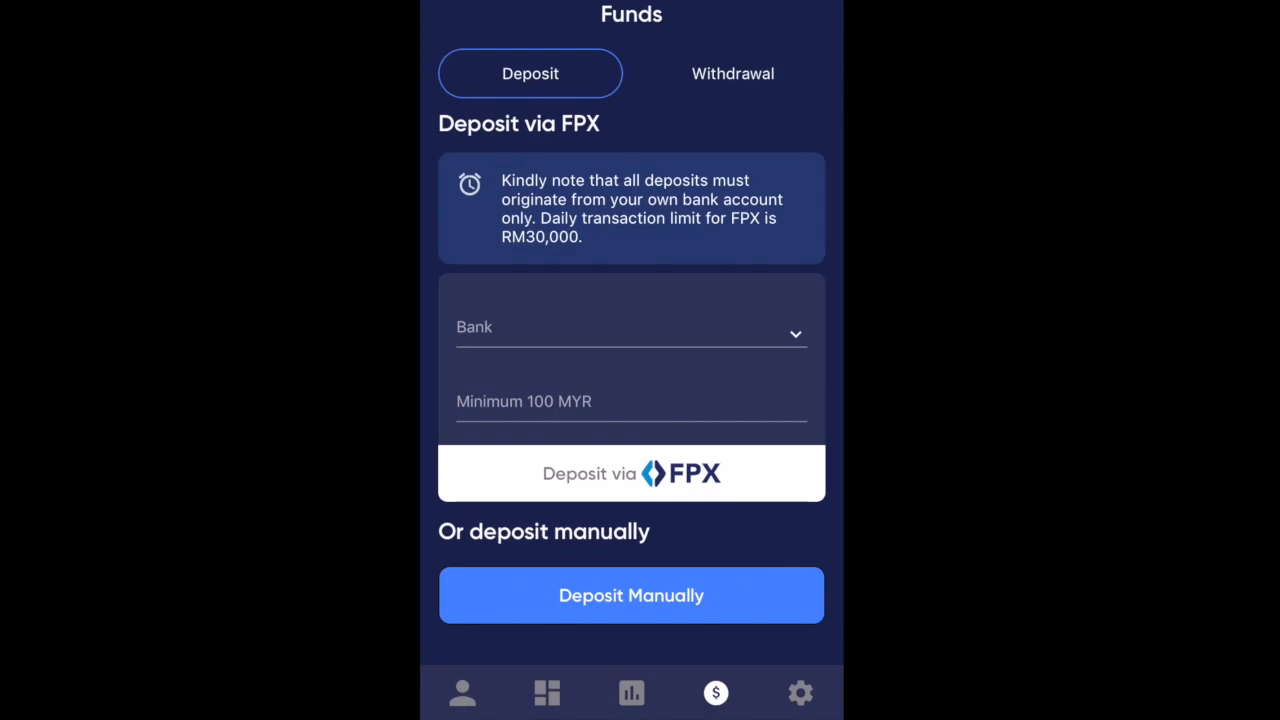 Funds
Deposit
Withdrawal
Deposit via FPX
Kindly note that all deposits must
originate from your own bank account
only. Daily transaction limit for FPX is
RM30,000.
Bank
Minimum 100 MYR
Deposit via FPX
Or deposit manually
Deposit Manually
$